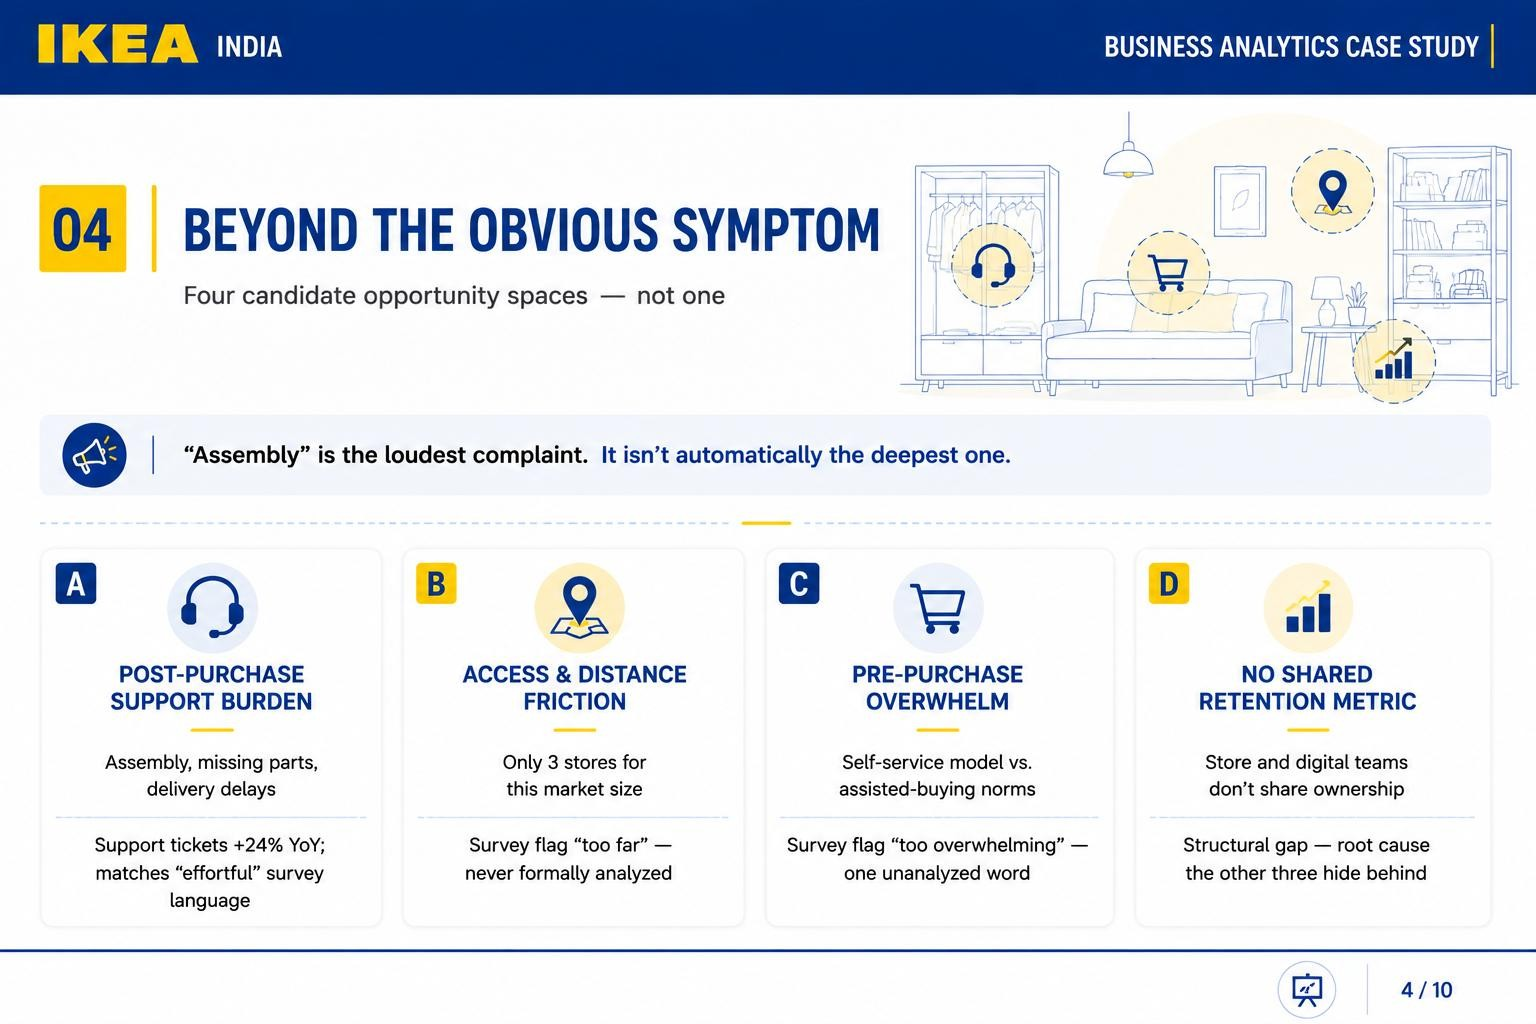 IKEA INDIA
BUSINESS ANALYTICS CASE STUDY
04
BEYOND THE OBVIOUS SYMPTOM
Four candidate opportunity spaces — not one
“Assembly” is the loudest complaint. It isn’t automatically the deepest one.
A
POST-PURCHASE
SUPPORT BURDEN
Assembly, missing parts,
delivery delays
Support tickets +24% YoY;
matches “effortful” survey
language
B
ACCESS & DISTANCE
FRICTION
Only 3 stores for
this market size
Survey flag “too far” —
never formally analyzed
C
PRE-PURCHASE
OVERWHELM
Self-service model vs.
assisted-buying norms
Survey flag “too overwhelming” —
one unanalyzed word
D
NO SHARED
RETENTION METRIC
Store and digital teams
don’t share ownership
Structural gap — root cause
the other three hide behind
4 / 10